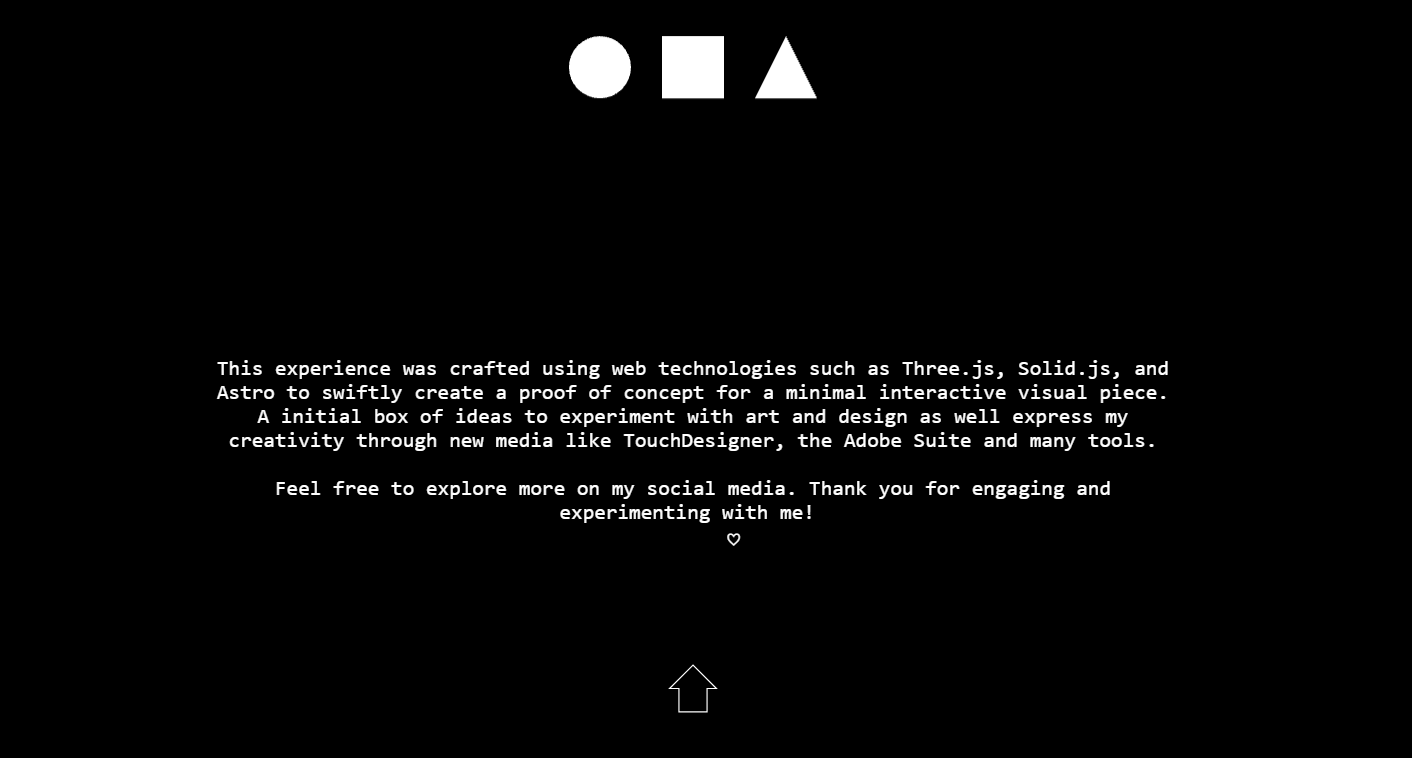 This experience was crafted using web technologies such as Three.js, Solid.js, and
Astro to swiftly create a proof of concept for a minimal interactive visual piece.
A initial box of ideas to experiment with art and design as well express my
creativity through new media like TouchDesigner, the Adobe Suite and many tools.
Feel free to explore more on my social media. Thank you for engaging and
experimenting with me!
♡